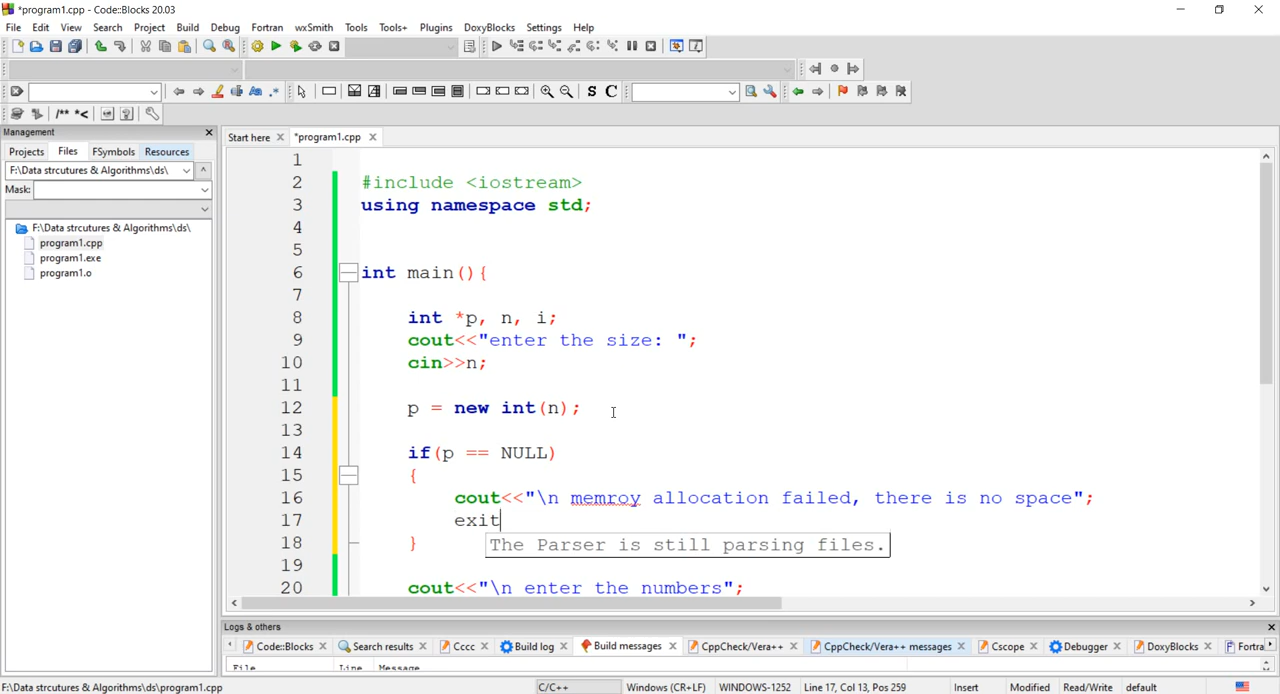 *program1.cpp - Code::Blocks 20.03
File Edit View Search Project Build Debug Fortran wxSmith Tools Tools+ Plugins DoxyBlocks Settings Help
/** *<
S C
Management
Projects Files FSymbols Resources
F:\Data strcutures & Algorithms\ds\
Mask:
F:\Data strcutures & Algorithms\ds\
program1.cpp
program1.exe
program1.o
Start here *program1.cpp
1
2 #include <iostream>
3 using namespace std;
4
5
6 int main(){
7
8 int *p, n, i;
9 cout<<"enter the size: ";
10 cin>>n;
11
12 p = new int(n);
13
14 if(p == NULL)
15 {
16 cout<<"\n memroy allocation failed, there is no space";
17 exit
The Parser is still parsing files.
18 }
19
20 cout<<"\n enter the numbers";
Logs & others
Code::Blocks Search results Cccc Build log Build messages CppCheck/Vera++ CppCheck/Vera++ messages Cscope Debugger DoxyBlocks Fortra
File Line Message
F:\Data strcutures & Algorithms\ds\program1.cpp C/C++ Windows (CR+LF) WINDOWS-1252 Line 17, Col 13, Pos 259 Insert Modified Read/Write default